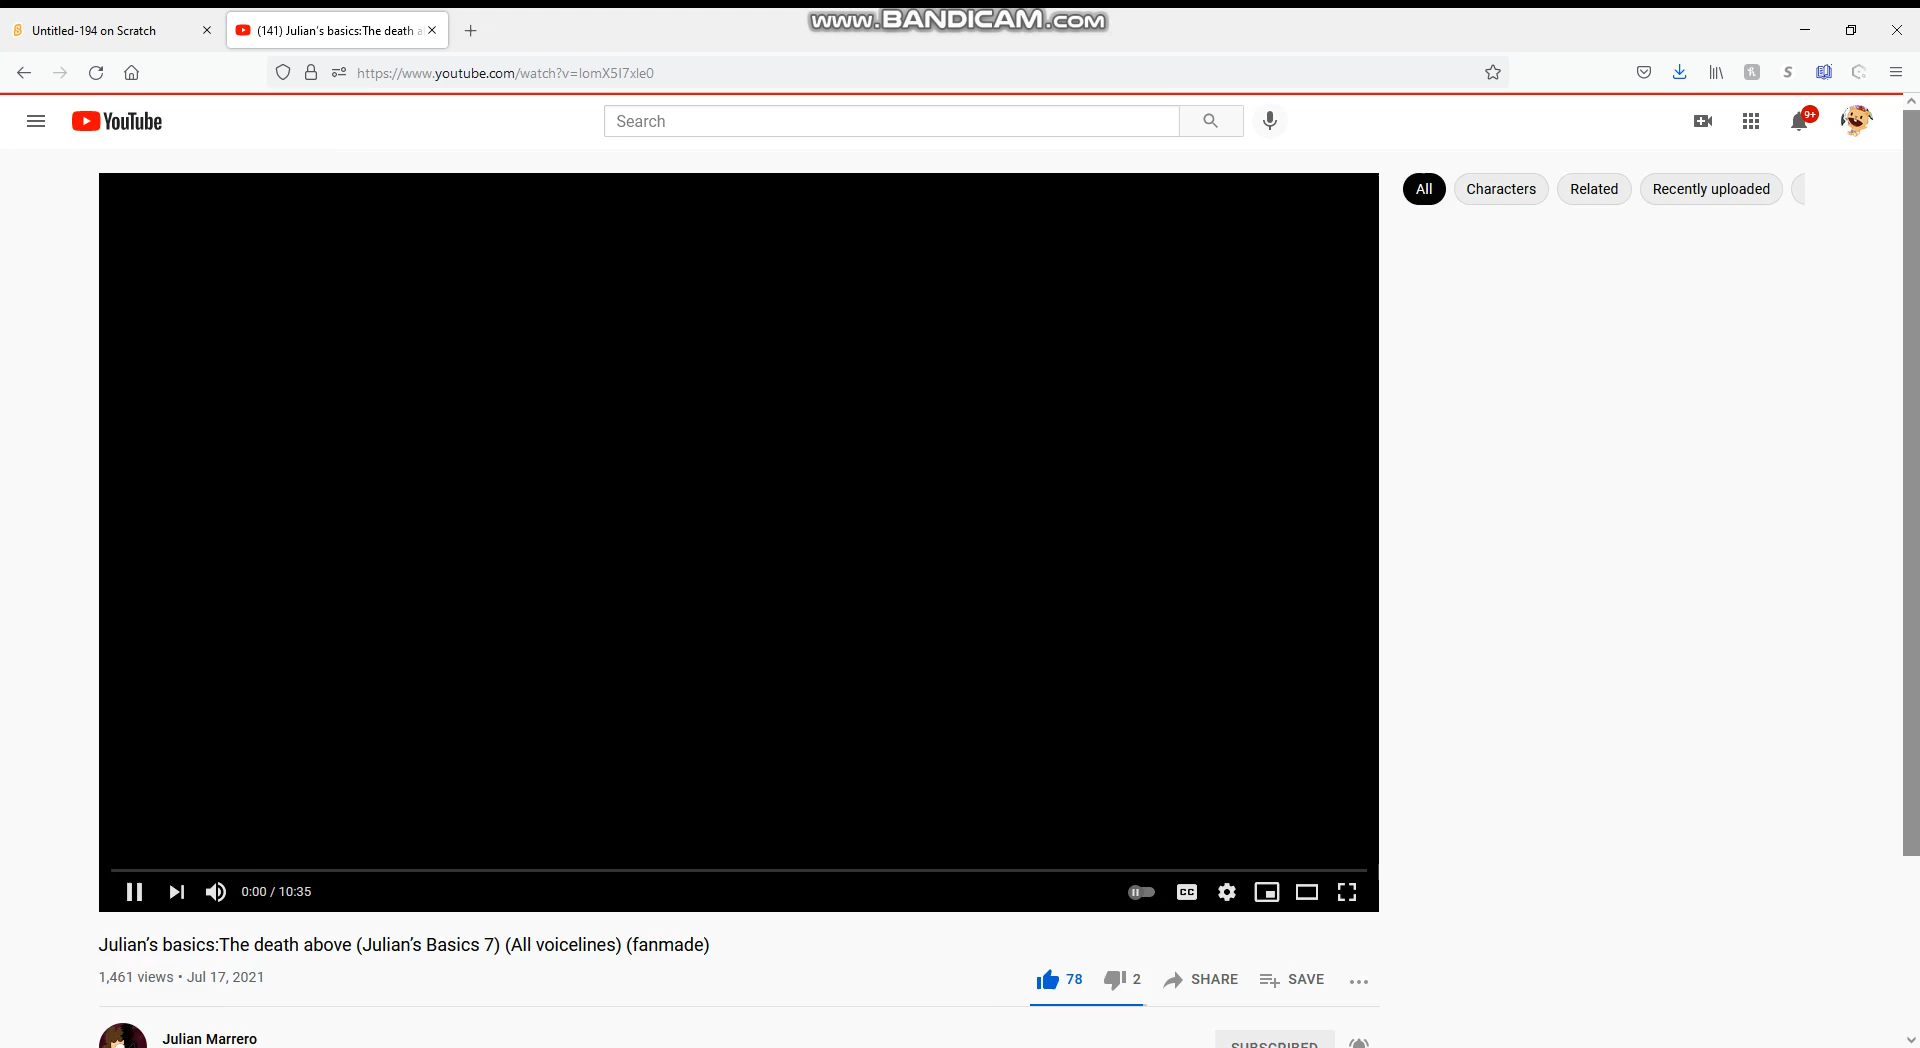 www.BANDICAM.com
Untitled-194 on Scratch
(141) Julian's basics:The death a
https://www.youtube.com/watch?v=IomX5I7xle0
YouTube
Search
9+
All
Characters
Related
Recently uploaded
0:00 / 10:35
CC
Julian’s basics:The death above (Julian’s Basics 7) (All voicelines) (fanmade)
1,461 views • Jul 17, 2021
78
2
SHARE
SAVE
Julian Marrero
SUBSCRIBED